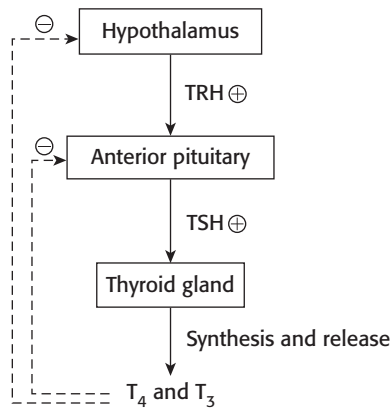 ⊖
Hypothalamus
TRH ⊕
⊖
Anterior pituitary
TSH ⊕
Thyroid gland
Synthesis and release
T₄ and T₃